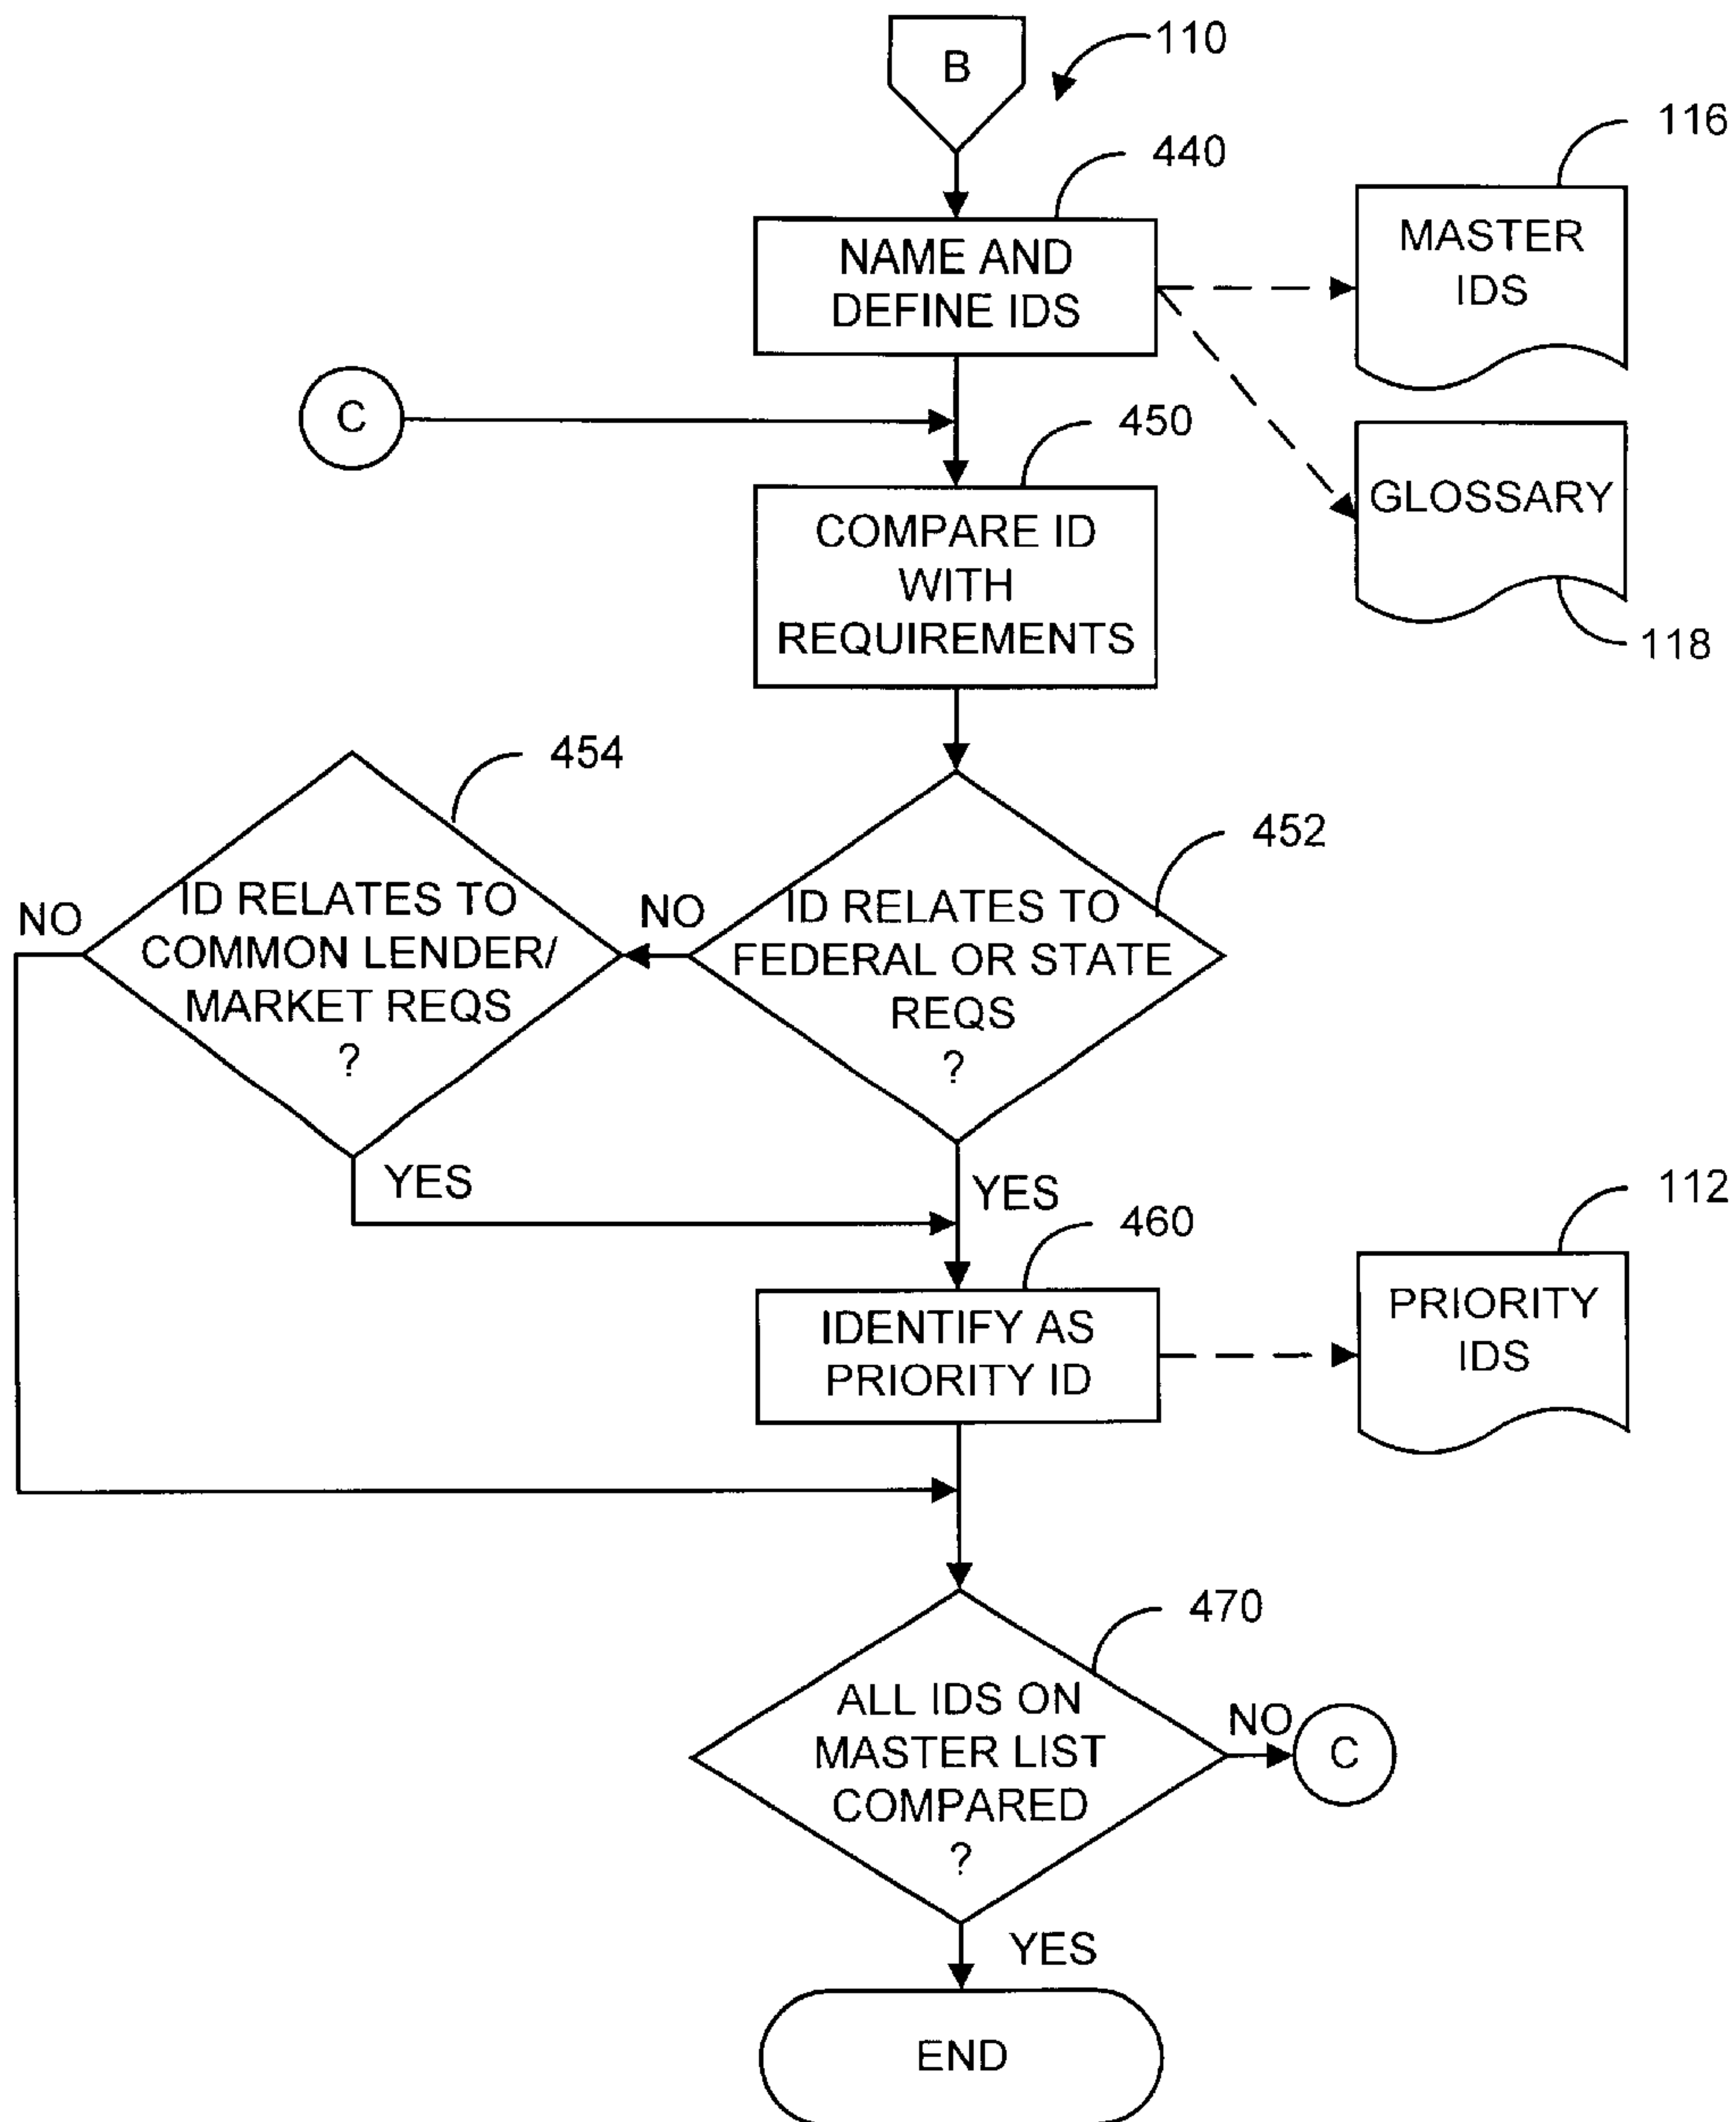 B
110
116
440
MASTER
IDS
NAME AND
DEFINE IDS
C
450
GLOSSARY
COMPARE ID
WITH
REQUIREMENTS
118
454
452
NO
ID RELATES TO
COMMON LENDER/
MARKET REQS
?
NO
ID RELATES TO
FEDERAL OR STATE
REQS
?
YES
YES
112
460
PRIORITY
IDS
IDENTIFY AS
PRIORITY ID
470
ALL IDS ON
MASTER LIST
COMPARED
?
NO
C
YES
END